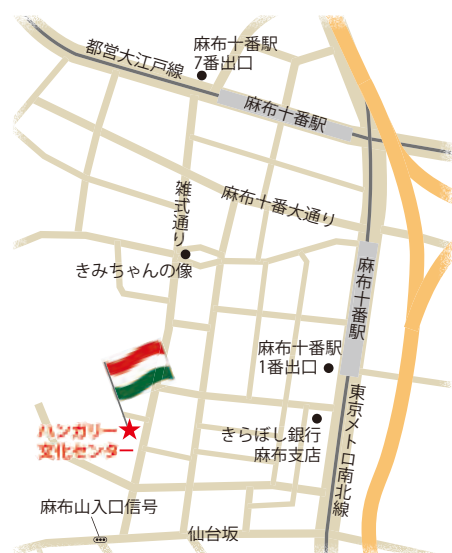 麻布十番駅
7番出口
都営大江戸線
麻布十番駅
麻布十番大通り
雑式通り
きみちゃんの像
麻布十番駅
麻布十番駅
1番出口
東京メトロ南北線
きらぼし銀行
麻布支店
ハンガリー
文化センター
麻布山入口信号
仙台坂